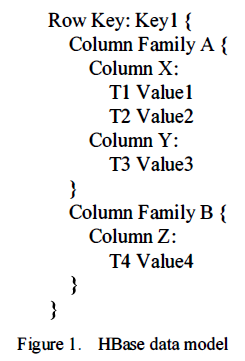 Row Key: Key1 {
Column Family A {
Column X:
T1 Value1
T2 Value2
Column Y:
T3 Value3
}
Column Family B {
Column Z:
T4 Value4
}
}
Figure 1. HBase data model